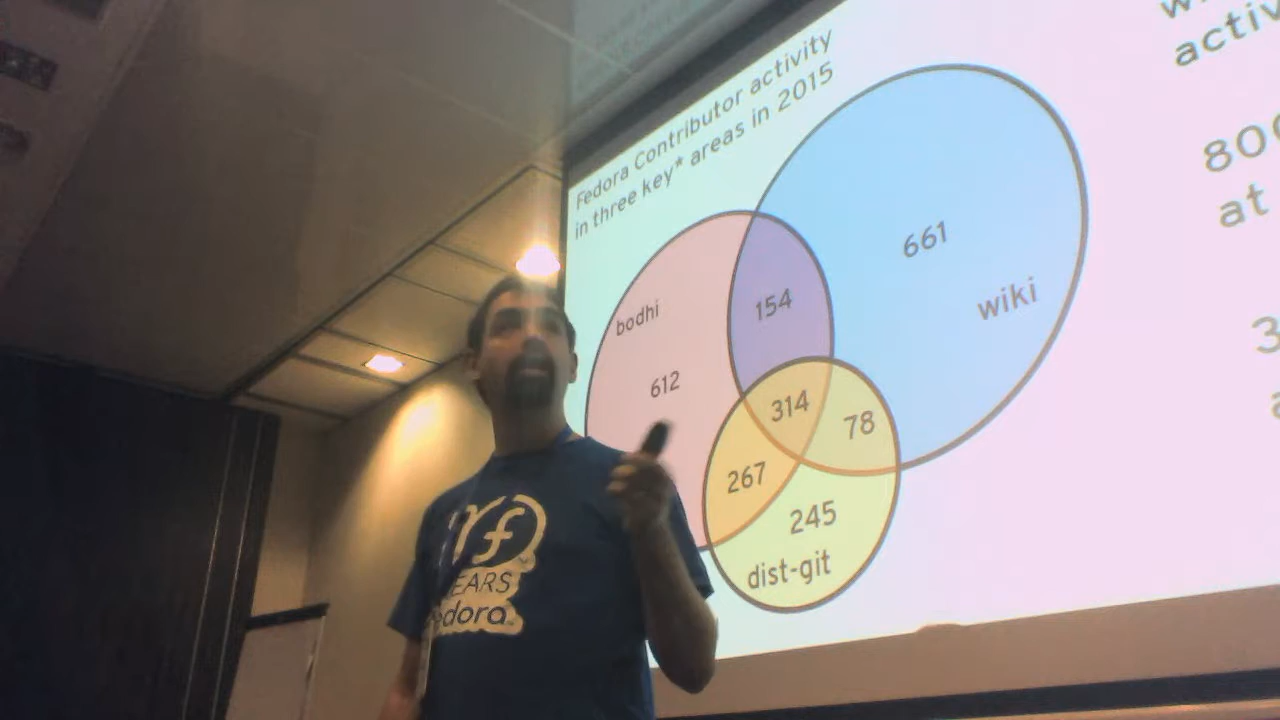 Fedora Contributor activity
in three key* areas in 2015
activ
800
at
3
bodhi
612
154
661
wiki
314
78
267
245
dist-git
f
EARS
edora